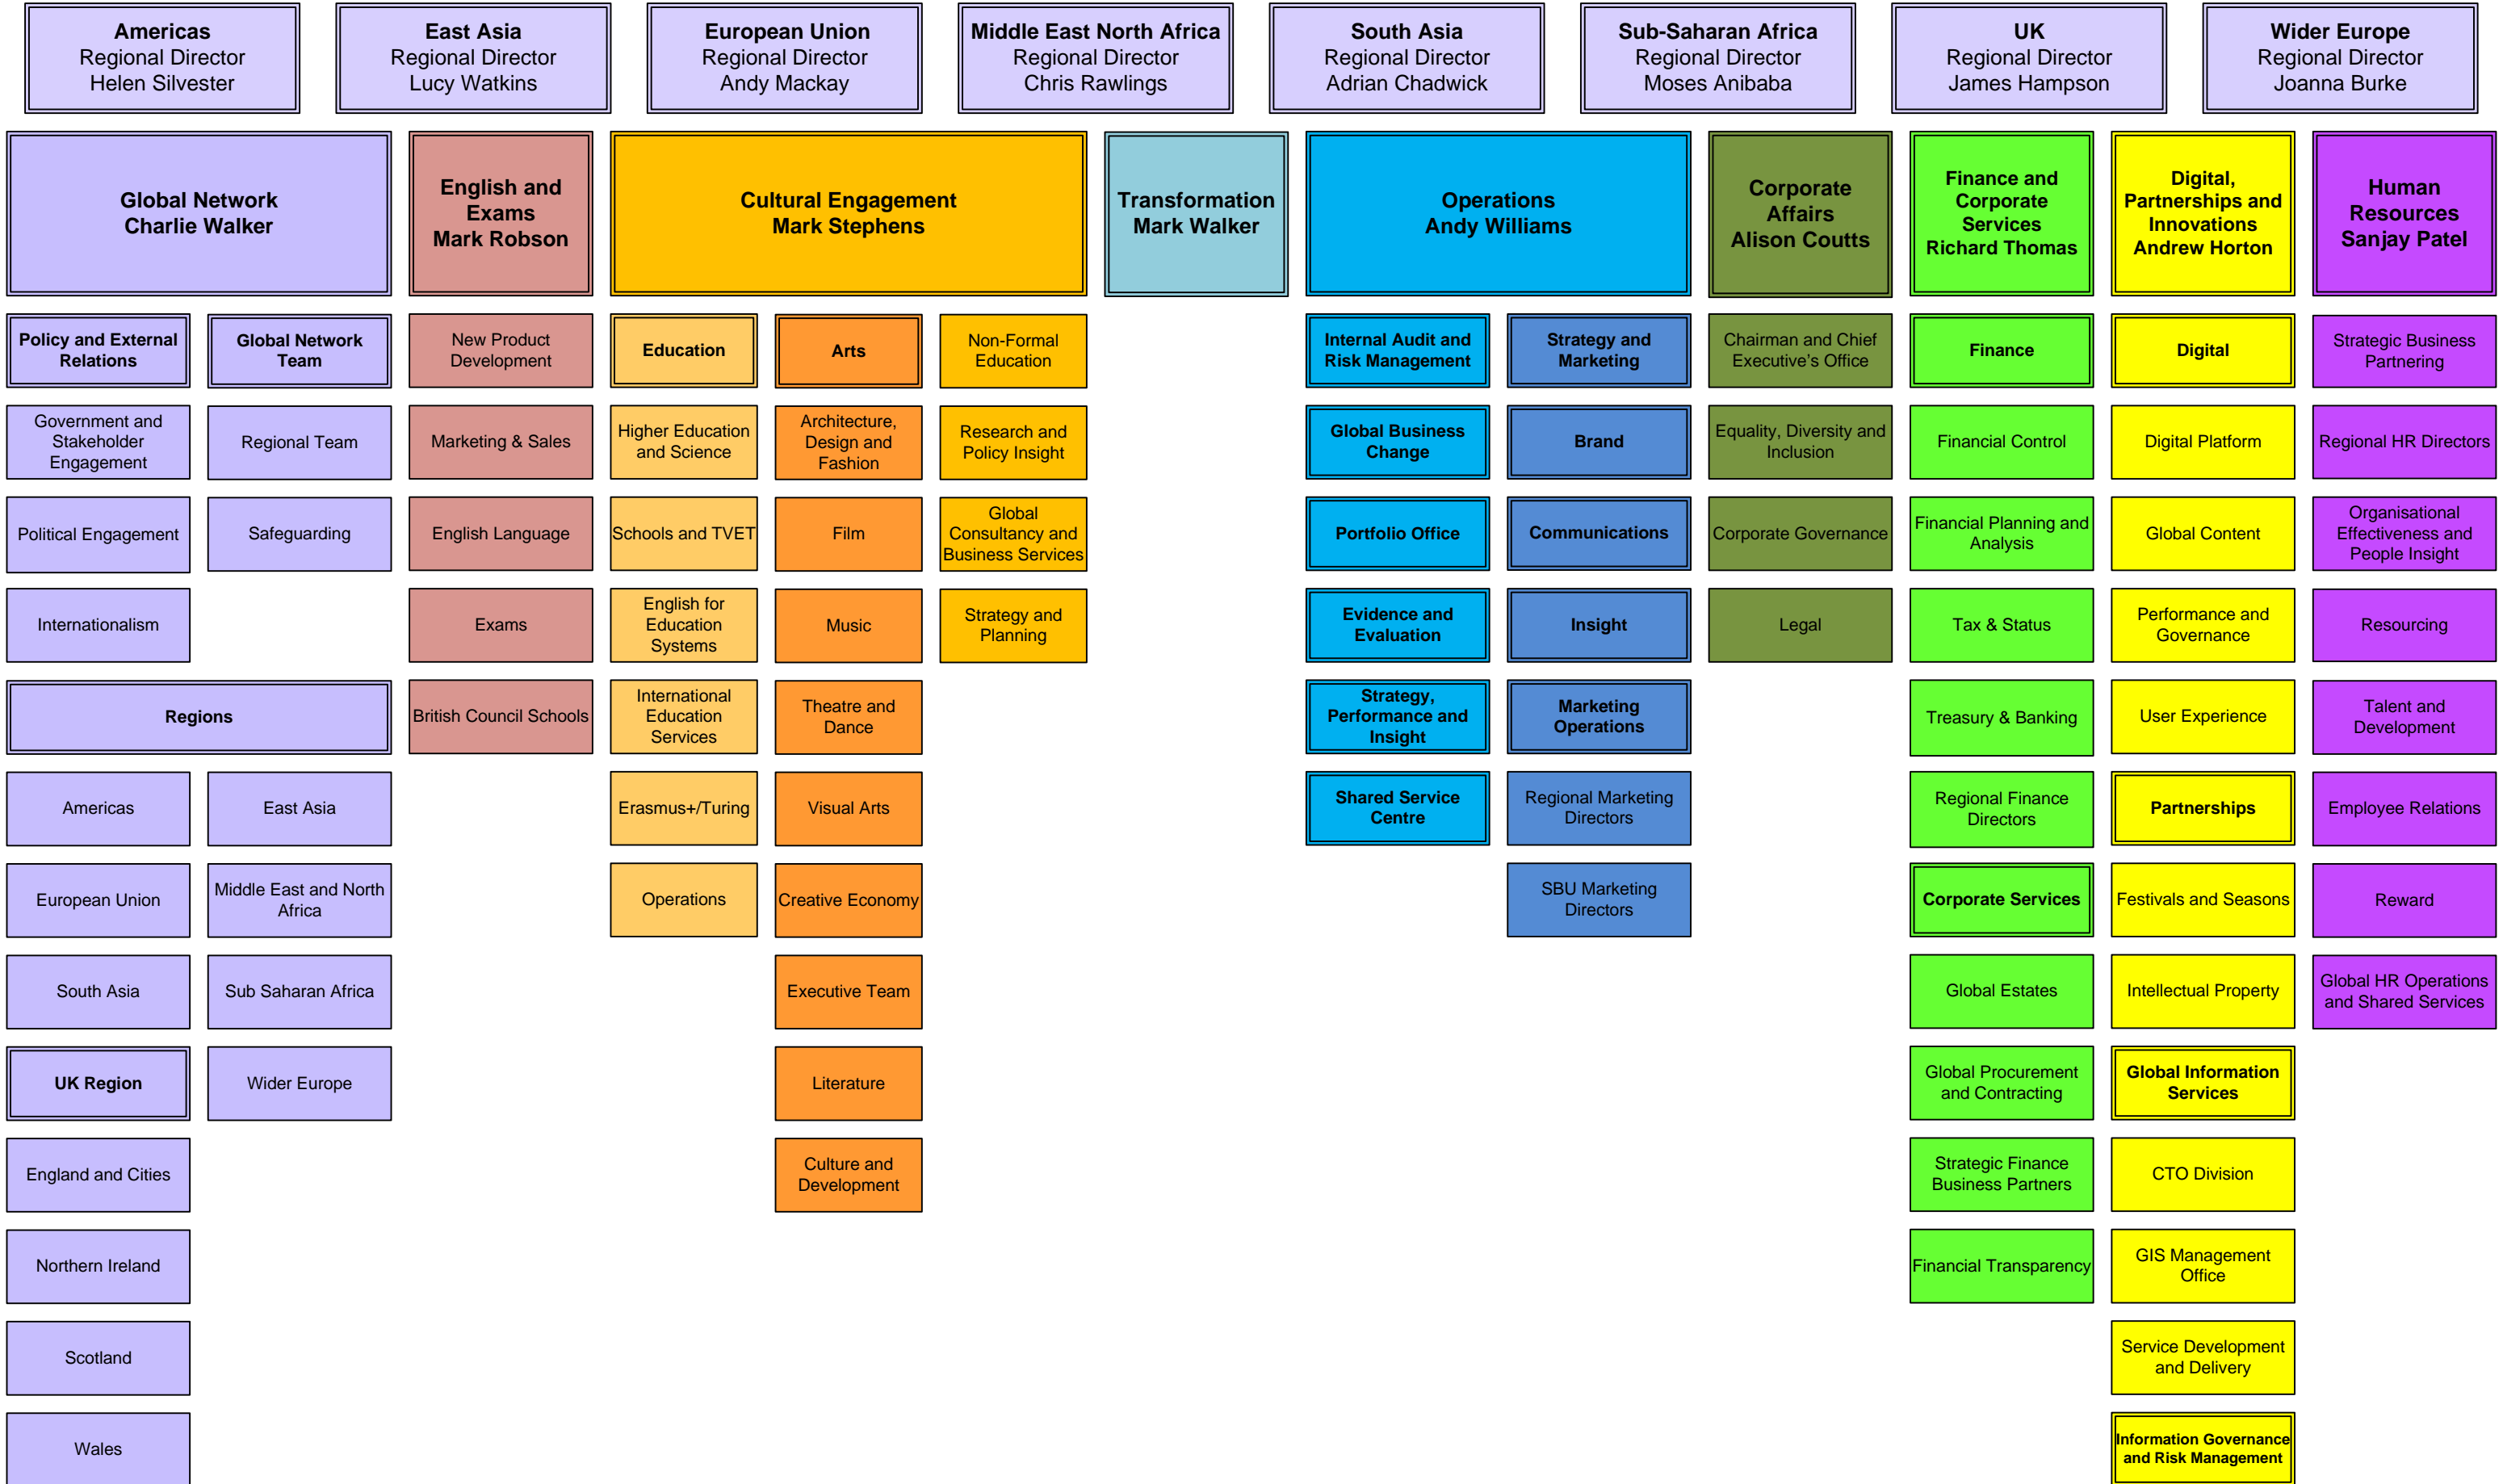 Americas
Regional Director
Helen Silvester
East Asia
Regional Director
Lucy Watkins
European Union
Regional Director
Andy Mackay
Middle East North Africa
Regional Director
Chris Rawlings
South Asia
Regional Director
Adrian Chadwick
Sub-Saharan Africa
Regional Director
Moses Anibaba
UK
Regional Director
James Hampson
Wider Europe
Regional Director
Joanna Burke
Global Network
Charlie Walker
English and
Exams
Mark Robson
Cultural Engagement
Mark Stephens
Transformation
Mark Walker
Operations
Andy Williams
Corporate
Affairs
Alison Coutts
Finance and
Corporate
Services
Richard Thomas
Digital,
Partnerships and
Innovations
Andrew Horton
Human
Resources
Sanjay Patel
Policy and External
Relations
Government and
Stakeholder
Engagement
Political Engagement
Internationalism
Global Network
Team
Regional Team
Safeguarding
Regions
Americas
European Union
South Asia
East Asia
Middle East and North
Africa
Sub Saharan Africa
Wider Europe
UK Region
England and Cities
Northern Ireland
Scotland
Wales
New Product
Development
Marketing & Sales
English Language
Exams
British Council Schools
Education
Higher Education
and Science
Schools and TVET
English for
Education
Systems
International
Education
Services
Erasmus+/Turing
Operations
Arts
Architecture,
Design and
Fashion
Film
Music
Theatre and
Dance
Visual Arts
Creative Economy
Executive Team
Literature
Culture and
Development
Non-Formal
Education
Research and
Policy Insight
Global
Consultancy and
Business Services
Strategy and
Planning
Internal Audit and
Risk Management
Global Business
Change
Portfolio Office
Evidence and
Evaluation
Strategy,
Performance and
Insight
Shared Service
Centre
Strategy and
Marketing
Brand
Communications
Insight
Marketing
Operations
Regional Marketing
Directors
SBU Marketing
Directors
Chairman and Chief
Executive’s Office
Equality, Diversity and
Inclusion
Corporate Governance
Legal
Finance
Financial Control
Financial Planning and
Analysis
Tax & Status
Treasury & Banking
Regional Finance
Directors
Corporate Services
Global Estates
Global Procurement
and Contracting
Strategic Finance
Business Partners
Financial Transparency
Digital
Digital Platform
Global Content
Performance and
Governance
User Experience
Partnerships
Festivals and Seasons
Intellectual Property
Global Information
Services
CTO Division
GIS Management
Office
Service Development
and Delivery
Information Governance
and Risk Management
Strategic Business
Partnering
Regional HR Directors
Organisational
Effectiveness and
People Insight
Resourcing
Talent and
Development
Employee Relations
Reward
Global HR Operations
and Shared Services